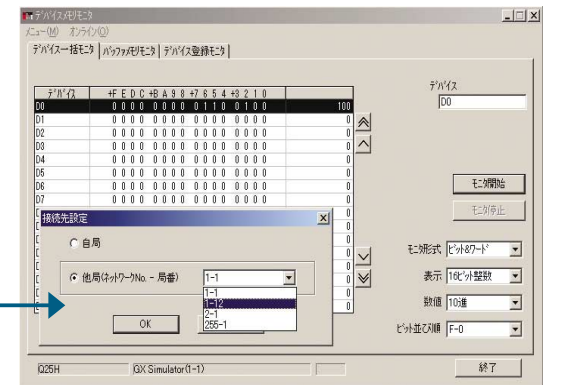 ﾃﾞﾊﾞｲｽﾒﾓﾘﾓﾆﾀ
ﾒﾆｭｰ(M) ｵﾝﾗｲﾝ(O)
ﾃﾞﾊﾞｲｽ一括ﾓﾆﾀ ﾊﾞｯﾌｧﾒﾓﾘﾓﾆﾀ ﾃﾞﾊﾞｲｽ登録ﾓﾆﾀ
ﾃﾞﾊﾞｲｽ
D0
ﾃﾞﾊﾞｲｽ +F E D C +B A 9 8 +7 6 5 4 +3 2 1 0
D0 0 0 0 0 0 0 0 0 0 1 1 0 0 1 0 0 100
D1 0 0 0 0 0 0 0 0 0 0 0 0 0 0 0 0 0
D2 0 0 0 0 0 0 0 0 0 0 0 0 0 0 0 0 0
D3 0 0 0 0 0 0 0 0 0 0 0 0 0 0 0 0 0
D4 0 0 0 0 0 0 0 0 0 0 0 0 0 0 0 0 0
D5 0 0 0 0 0 0 0 0 0 0 0 0 0 0 0 0 0
D6 0 0 0 0 0 0 0 0 0 0 0 0 0 0 0 0 0
D7 0 0 0 0 0 0 0 0 0 0 0 0 0 0 0 0 0
0
0
0
0
0
0
0
0
ﾓﾆﾀ開始
ﾓﾆﾀ停止
ﾓﾆﾀ形式 ﾋﾞｯﾄ&ﾜｰﾄﾞ
表示 16ﾋﾞｯﾄ整数
数値 10進
ﾋﾞｯﾄ並び順 F-0
接続先設定
自局
他局(ﾈｯﾄﾜｰｸNo. - 局番) 1-1
1-1
1-12
2-1
255-1
OK
Q25H GX Simulator(1-1)
終了